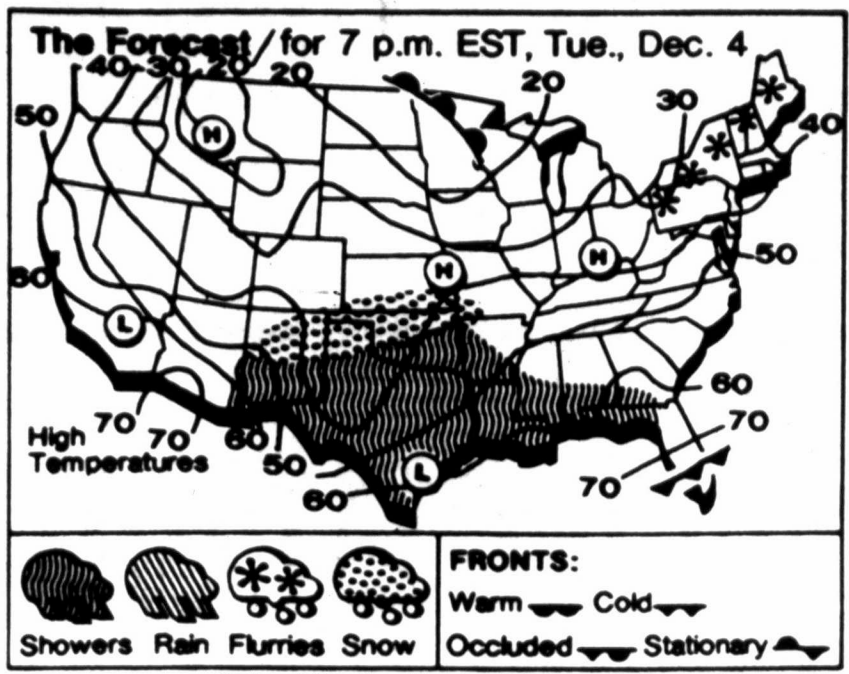 The Forecast/for 7 p.m. EST, Tue., Dec. 4
40 30 20 20
20
30
50
40
H
H
H
50
60
L
60
70
70
70
60
50
L
60
70
High
Temperatures
Showers Rain Flurries Snow
FRONTS:
Warm Cold
Occluded Stationary